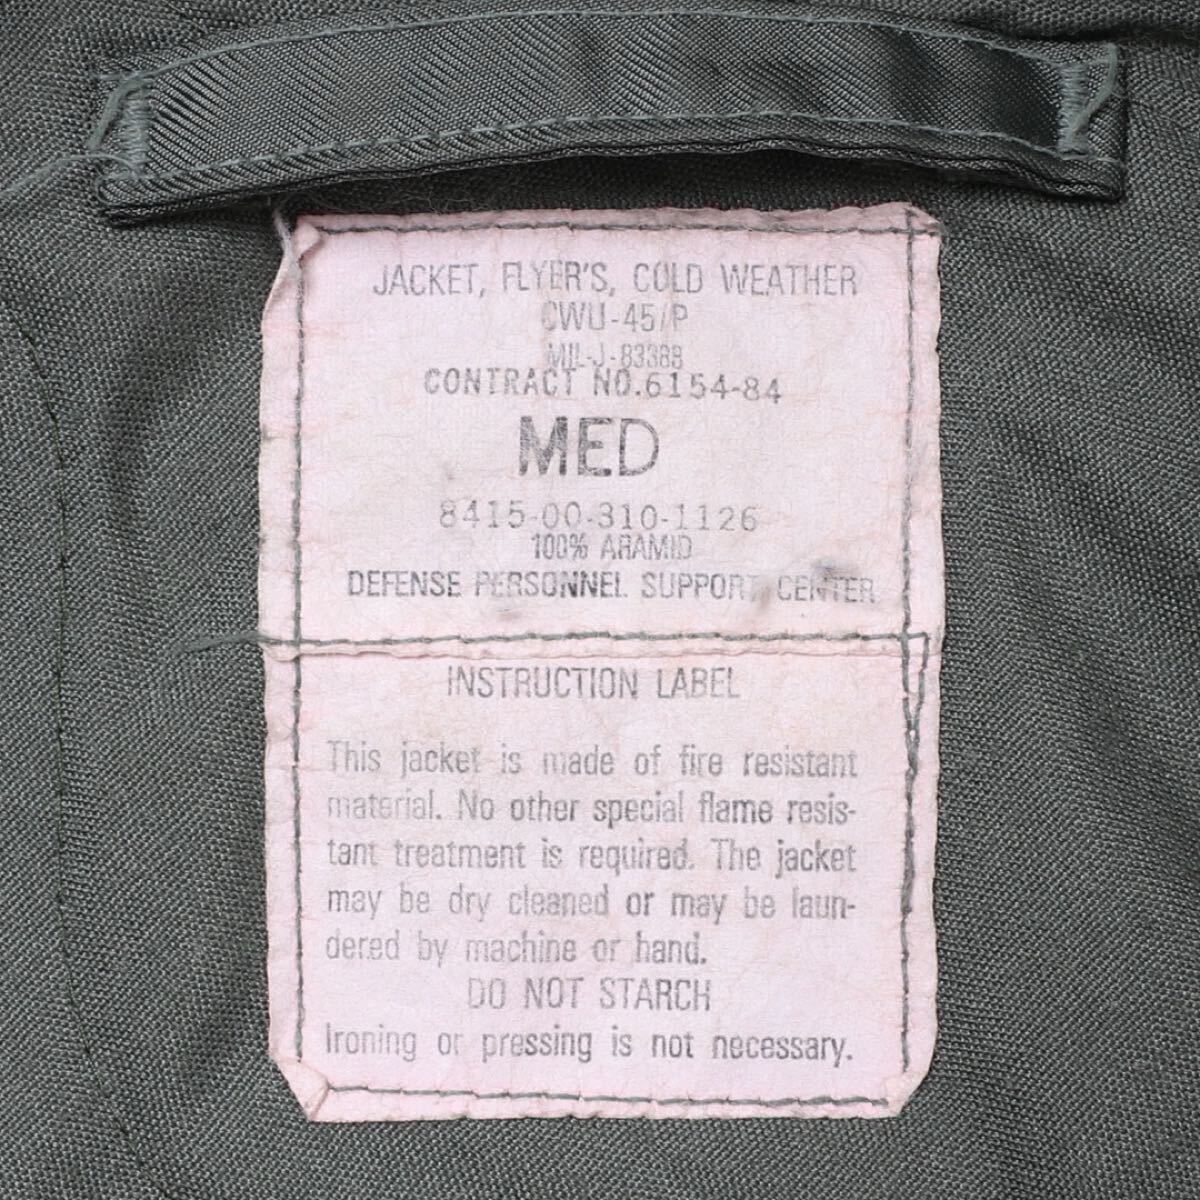 JACKET, FLYER'S, COLD WEATHER
CWU-45/P
MIL-J-83388
CONTRACT NO.6154-84
MED
8415-00-310-1126
100% ARAMID
DEFENSE PERSONNEL SUPPORT CENTER
INSTRUCTION LABEL
This jacket is made of fire resistant
material. No other special flame resis-
tant treatment is required. The jacket
may be dry cleaned or may be laun-
dered by machine or hand.
DO NOT STARCH
Ironing or pressing is not necessary.